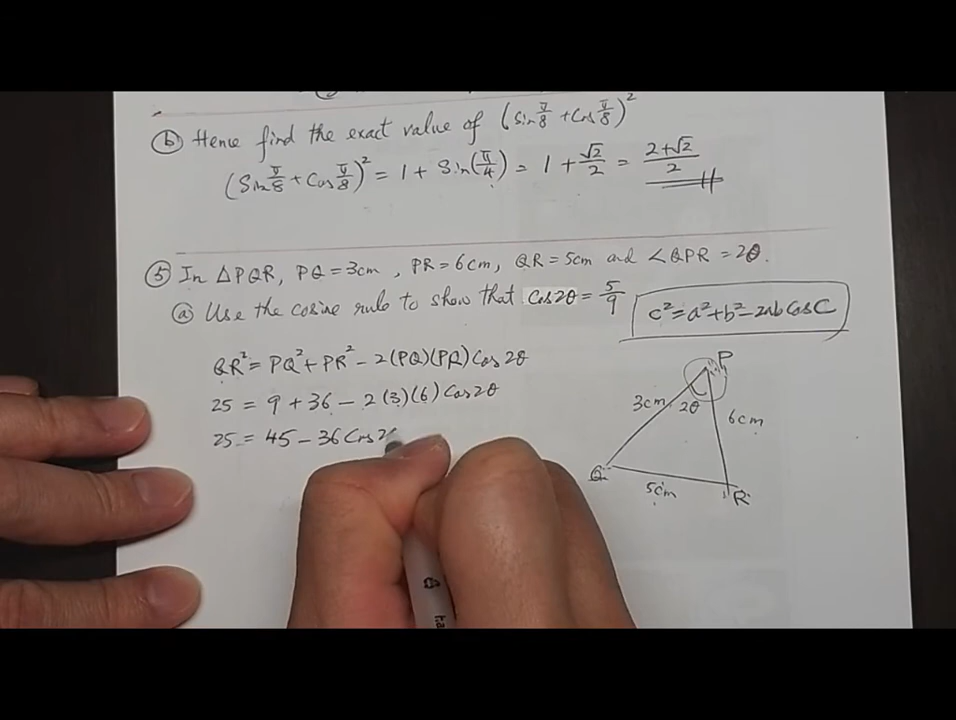 (b) Hence find the exact value of (Sin π/8 + Cos π/8)²
(Sin π/8 + Cos π/8)² = 1 + Sin(π/4) = 1 + √2/2 = 2+√2/2
(5) In △PQR, PQ = 3cm, PR = 6cm, QR = 5cm and ∠QPR = 2θ.
(a) Use the cosine rule to show that Cos2θ = 5/9
c² = a² + b² - 2ab Cos C
QR² = PQ² + PR² - 2(PQ)(PR) Cos 2θ
25 = 9 + 36 - 2(3)(6) Cos 2θ
25 = 45 - 36 Cos 2
P
3cm
2θ
6cm
Q
5cm
R